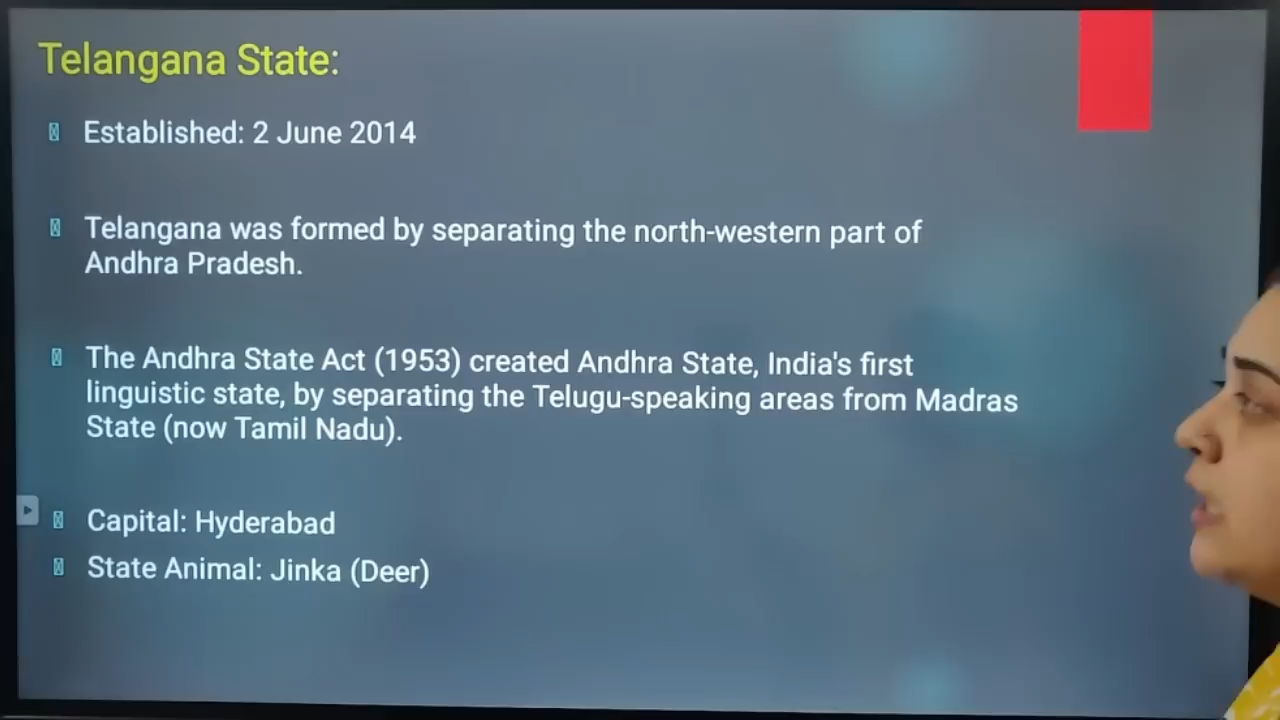 Telangana State:
Established: 2 June 2014
Telangana was formed by separating the north-western part of
Andhra Pradesh.
The Andhra State Act (1953) created Andhra State, India's first
linguistic state, by separating the Telugu-speaking areas from Madras
State (now Tamil Nadu).
Capital: Hyderabad
State Animal: Jinka (Deer)